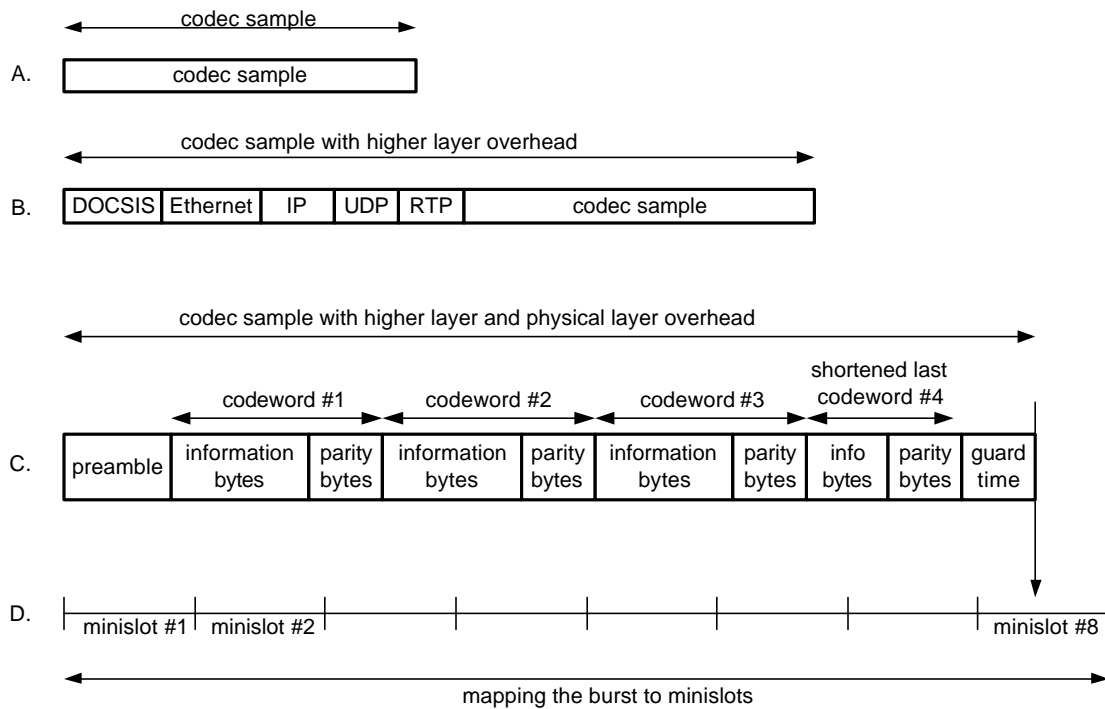 codec sample
A.
codec sample
codec sample with higher layer overhead
B.
DOCSIS Ethernet IP UDP RTP codec sample
codec sample with higher layer and physical layer overhead
shortened last
codeword #1 codeword #2 codeword #3 codeword #4
C.
preamble
information
bytes
parity
bytes
information
bytes
parity
bytes
information
bytes
parity
bytes
info
bytes
parity
bytes
guard
time
D.
minislot #1 minislot #2 minislot #8
mapping the burst to minislots